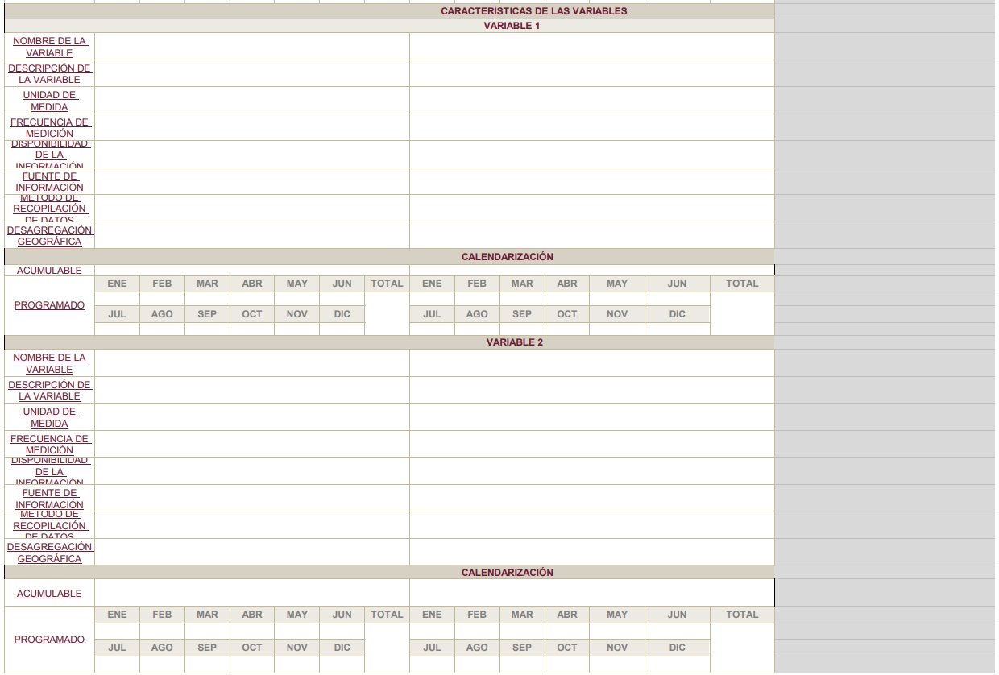 CARACTERÍSTICAS DE LAS VARIABLES
VARIABLE 1
NOMBRE DE LA
VARIABLE
DESCRIPCIÓN DE
LA VARIABLE
UNIDAD DE
MEDIDA
FRECUENCIA DE
MEDICIÓN
DISPONIBILIDAD
DE LA
INFORMACIÓN
FUENTE DE
INFORMACIÓN
METODO DE
RECOPILACIÓN
DE DATOS
DESAGREGACIÓN
GEOGRÁFICA
CALENDARIZACIÓN
ACUMULABLE
PROGRAMADO
ENE FEB MAR ABR MAY JUN TOTAL ENE FEB MAR ABR MAY JUN TOTAL
JUL AGO SEP OCT NOV DIC JUL AGO SEP OCT NOV DIC
VARIABLE 2
NOMBRE DE LA
VARIABLE
DESCRIPCIÓN DE
LA VARIABLE
UNIDAD DE
MEDIDA
FRECUENCIA DE
MEDICIÓN
DISPONIBILIDAD
DE LA
INFORMACIÓN
FUENTE DE
INFORMACIÓN
METODO DE
RECOPILACIÓN
DE DATOS
DESAGREGACIÓN
GEOGRÁFICA
CALENDARIZACIÓN
ACUMULABLE
PROGRAMADO
ENE FEB MAR ABR MAY JUN TOTAL ENE FEB MAR ABR MAY JUN TOTAL
JUL AGO SEP OCT NOV DIC JUL AGO SEP OCT NOV DIC